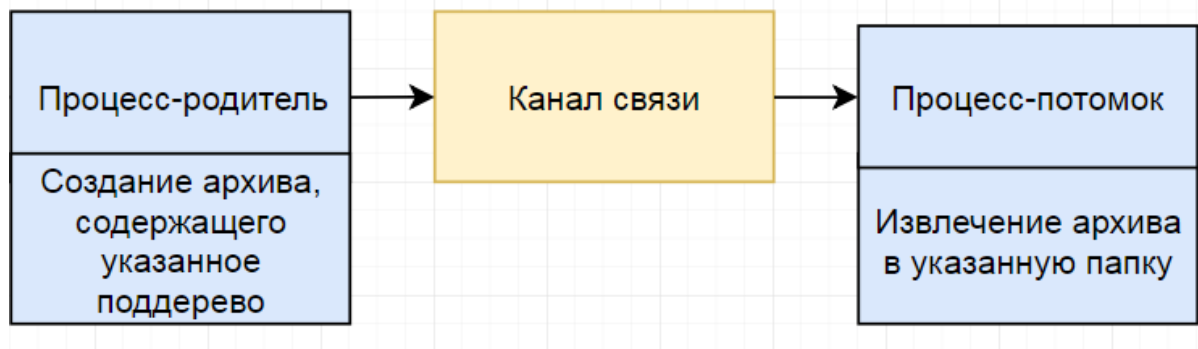 Процесс-родитель
Канал связи
Процесс-потомок
Создание архива,
содержащего
указанное
поддерево
Извлечение архива
в указанную папку